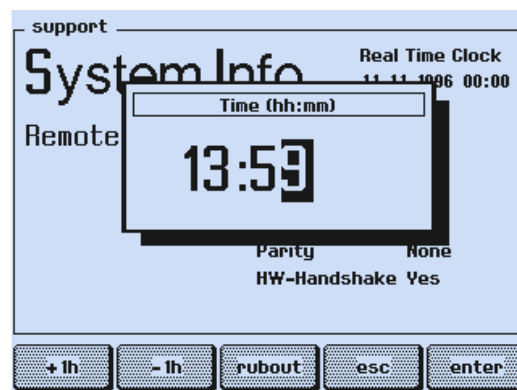 support
System Info
Real Time Clock
11-11-1996 00:00
Time (hh:mm)
Remote
13:59
Parity None
HW-Handshake Yes
+1h -1h rubout esc enter